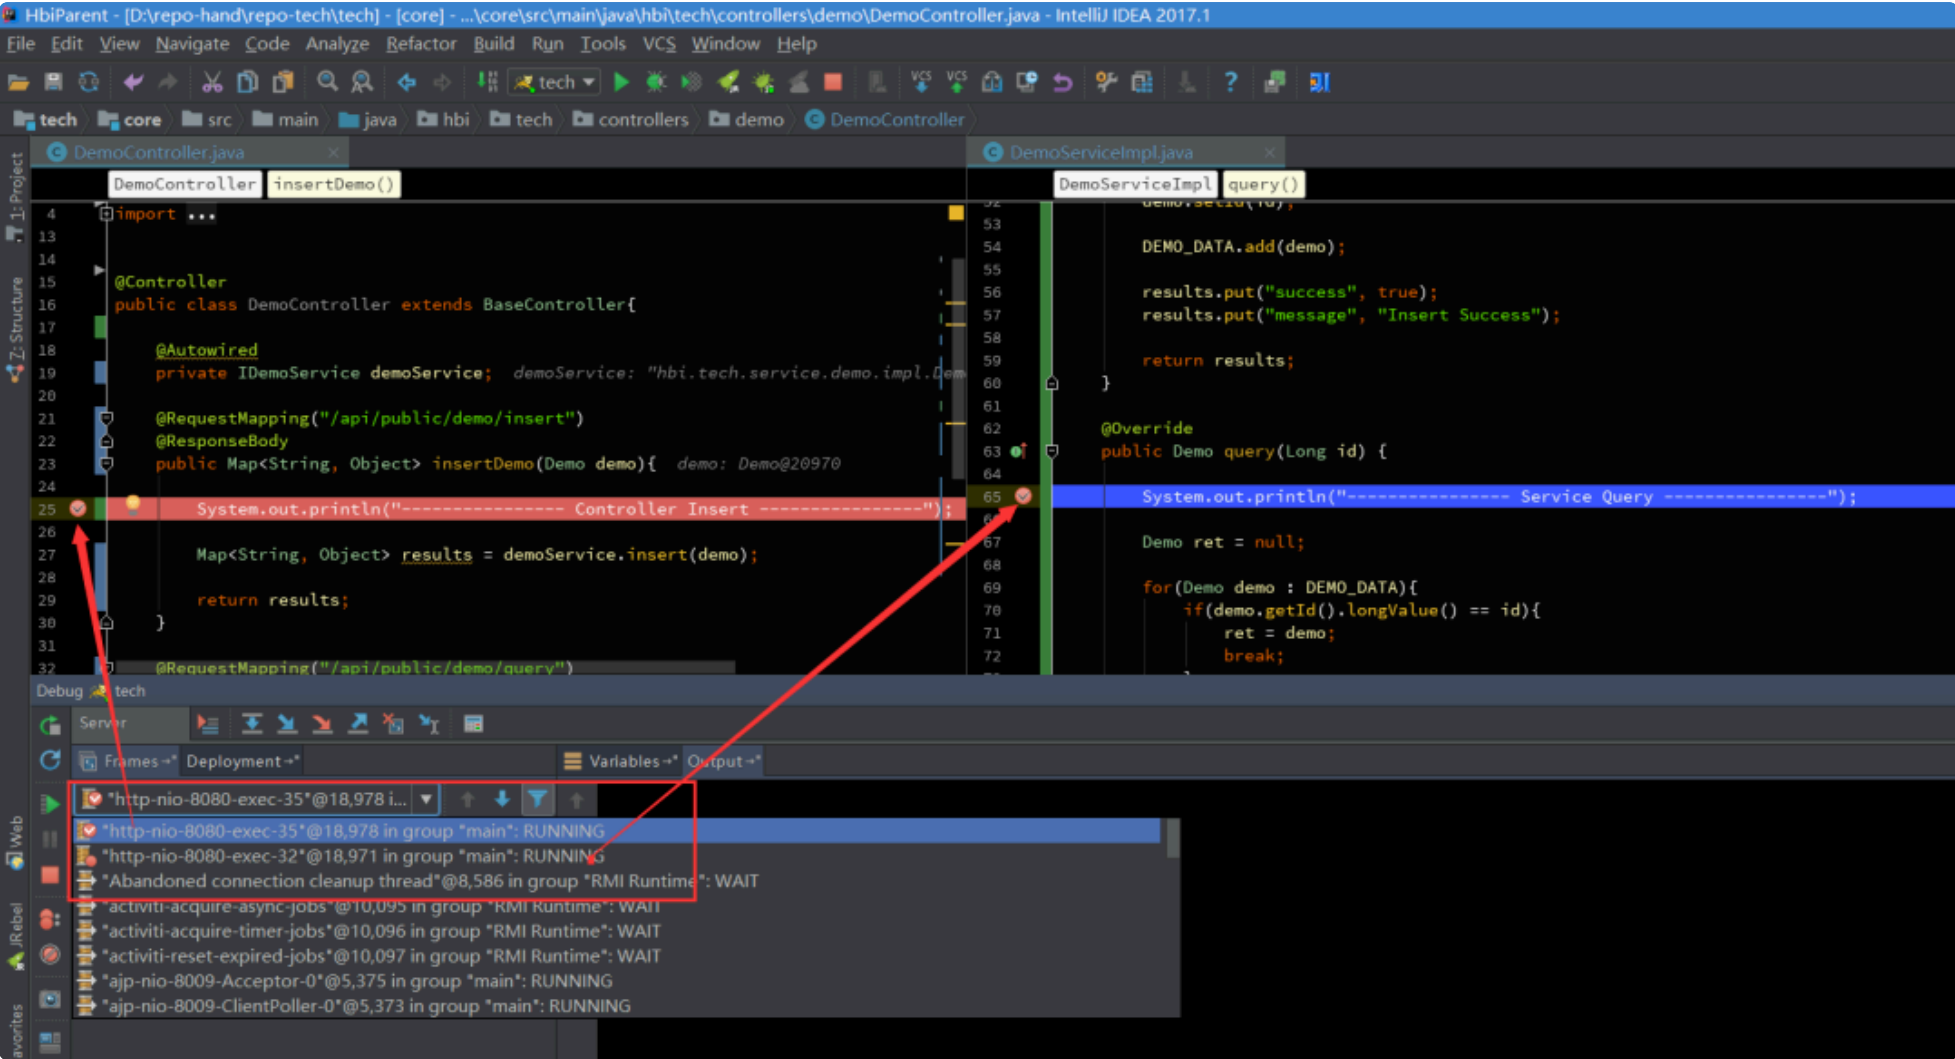 HbiParent - [D:\repo-hand\repo-tech\tech] - [core] - ...\core\src\main\java\hbi\tech\controllers\demo\DemoController.java - IntelliJ IDEA 2017.1
File Edit View Navigate Code Analyze Refactor Build Run Tools VCS Window Help
tech VCS VCS ?
tech core src main java hbi tech controllers demo DemoController
1: Project
7: Structure
Web
JRebel
DemoController.java
DemoController insertDemo()
4 import ...
13
14
15 @Controller
16 public class DemoController extends BaseController{
17
18 @Autowired
19 private IDemoService demoService; demoService: "hbi.tech.service.demo.impl.Dem
20
21 @RequestMapping("/api/public/demo/insert")
22 @ResponseBody
23 public Map<String, Object> insertDemo(Demo demo){ demo: Demo@20970
24
25 System.out.println("---------------- Controller Insert ----------------");
26
27 Map<String, Object> results = demoService.insert(demo);
28
29 return results;
30 }
31
32 @RequestMapping("/api/public/demo/query")
DemoServiceImpl.java
DemoServiceImpl query()
52 demo.setId(id);
53
54 DEMO_DATA.add(demo);
55
56 results.put("success", true);
57 results.put("message", "Insert Success");
58
59 return results;
60 }
61
62 @Override
63 public Demo query(Long id) {
64
65 System.out.println("---------------- Service Query ----------------");
67 Demo ret = null;
68
69 for(Demo demo : DEMO_DATA){
70 if(demo.getId().longValue() == id){
71 ret = demo;
72 break;
Debug tech
Server
Frames Deployment Variables Output
"http-nio-8080-exec-35"@18,978 i...
"http-nio-8080-exec-35"@18,978 in group "main": RUNNING
"http-nio-8080-exec-32"@18,971 in group "main": RUNNING
"Abandoned connection cleanup thread"@8,586 in group "RMI Runtime": WAIT
"activiti-acquire-async-jobs"@10,095 in group "RMI Runtime": WAIT
"activiti-acquire-timer-jobs"@10,096 in group "RMI Runtime": WAIT
"activiti-reset-expired-jobs"@10,097 in group "RMI Runtime": WAIT
"ajp-nio-8009-Acceptor-0"@5,375 in group "main": RUNNING
"ajp-nio-8009-ClientPoller-0"@5,373 in group "main": RUNNING